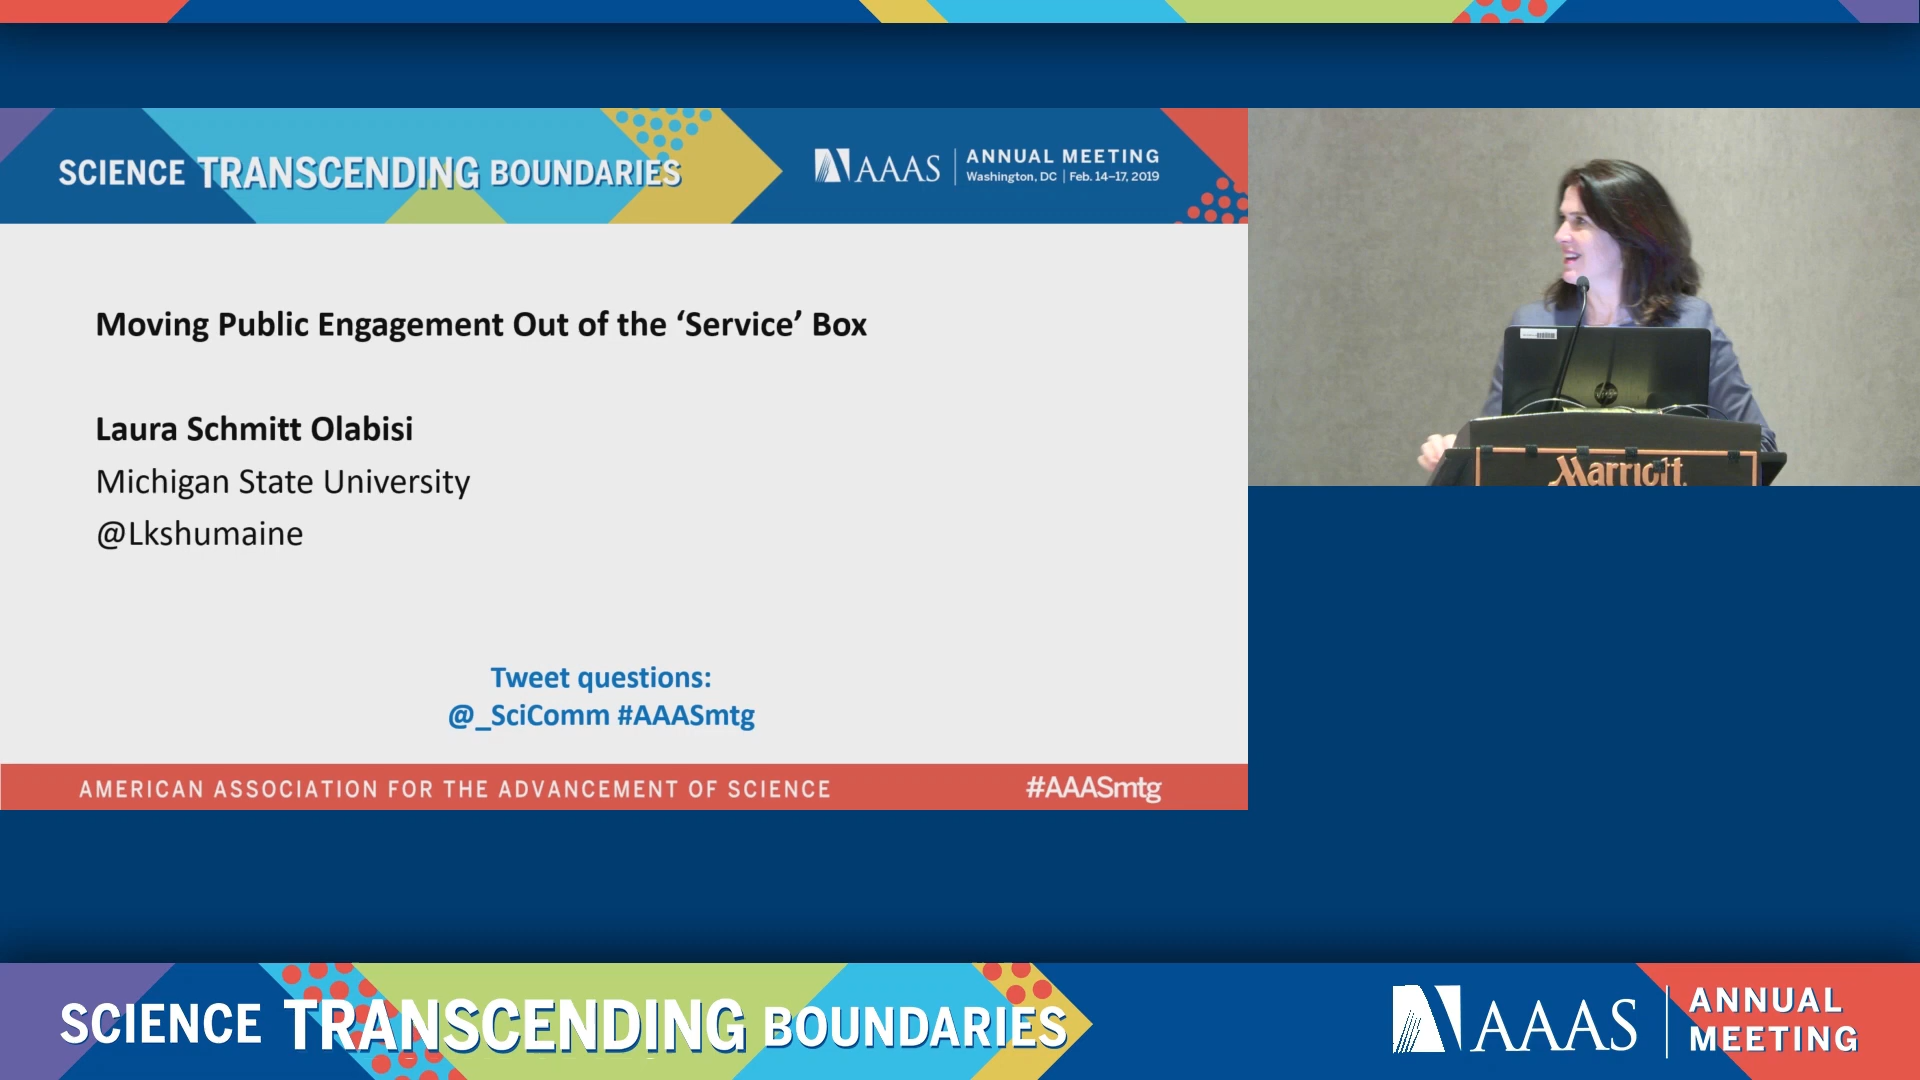 SCIENCE TRANSCENDING BOUNDARIES
AAAS
ANNUAL MEETING
Washington, DC | Feb. 14–17, 2019
Moving Public Engagement Out of the ‘Service’ Box
Laura Schmitt Olabisi
Michigan State University
@Lkshumaine
Tweet questions:
@_SciComm #AAASmtg
AMERICAN ASSOCIATION FOR THE ADVANCEMENT OF SCIENCE
#AAASmtg
hp
Marriott
SCIENCE TRANSCENDING BOUNDARIES
AAAS
ANNUAL
MEETING